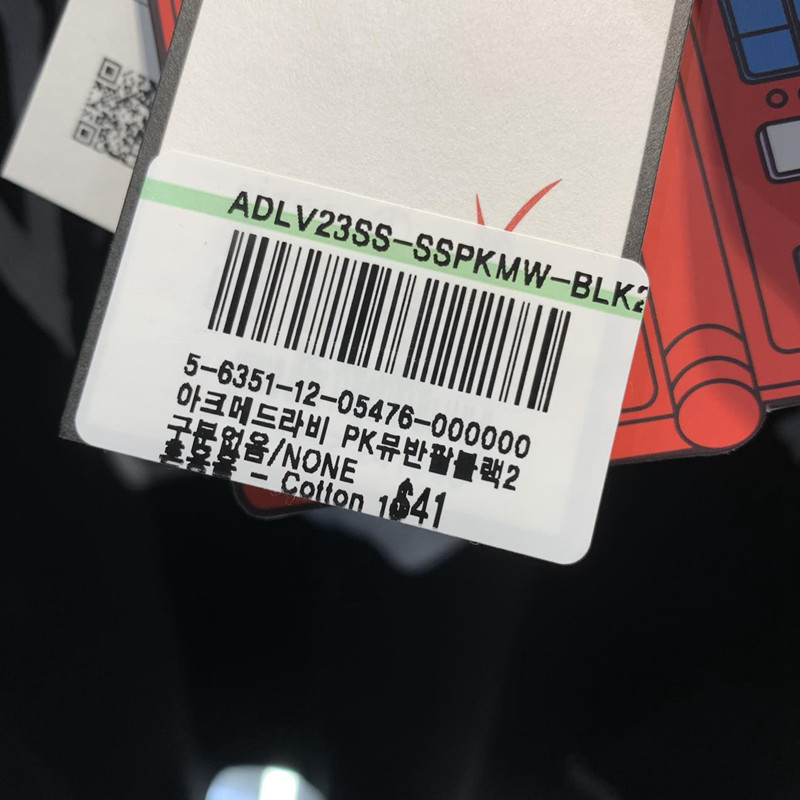 ADLV23SS-SSPKMW-BLK2
5-6351-12-05476-000000
아크메드라비 PK뮤반팔블랙2
구분없음/NONE
- Cotton $41